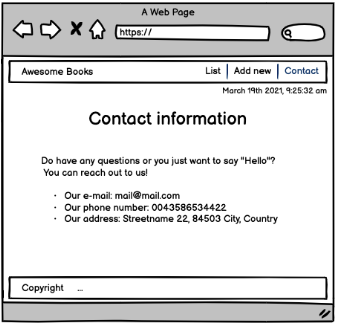 A Web Page
https://
Awesome Books List Add new Contact
March 19th 2021, 9:25:32 am
Contact information
Do have any questions or you just want to say "Hello"?
You can reach out to us!
· Our e-mail: mail@mail.com
· Our phone number: 0043586534422
· Our address: Streetname 22, 84503 City, Country
Copyright ...